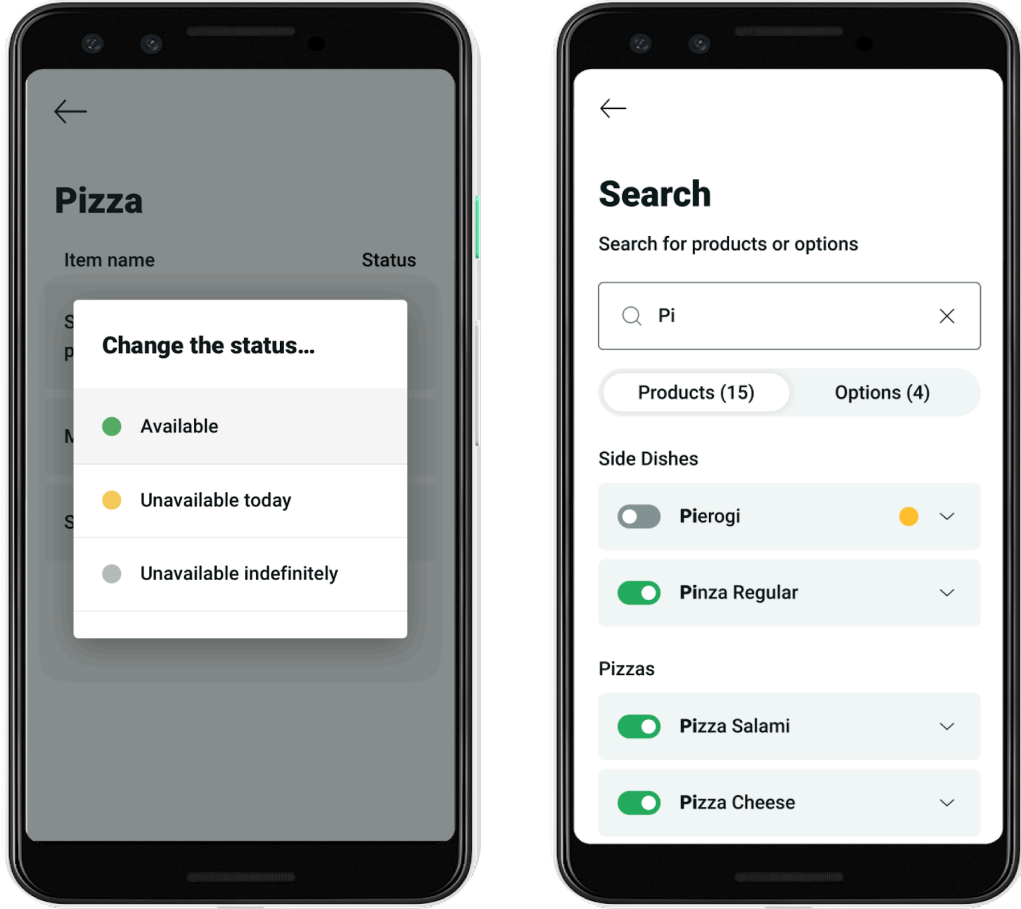 Pizza
Item name
Status
S
p
M
S
Change the status...
Available
Unavailable today
Unavailable indefinitely
Search
Search for products or options
Pi
Products (15)
Options (4)
Side Dishes
Pierogi
Pinza Regular
Pizzas
Pizza Salami
Pizza Cheese